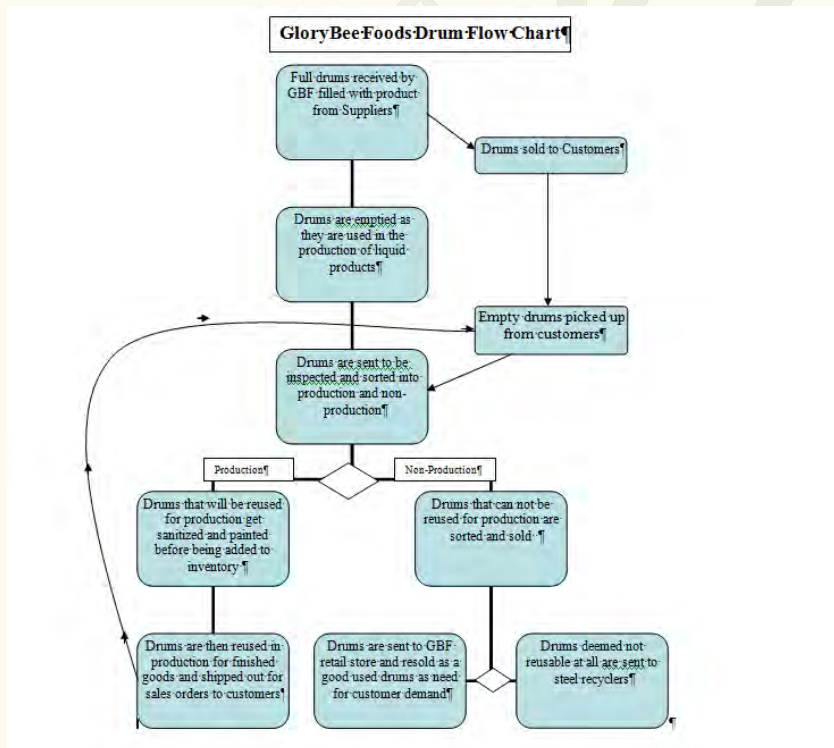 GloryBee Foods Drum Flow Chart¶
Full drums received by
GBF filled with product
from Suppliers¶
Drums sold to Customers¶
Drums are emptied as
they are used in the
production of liquid
products¶
Empty drums picked up
from customers¶
Drums are sent to be
inspected and sorted into
production and non-
production¶
Production¶
Non-Production¶
Drums that will be reused
for production get
sanitized and painted
before being added to
inventory ¶
Drums that can not be
reused for production are
sorted and sold ¶
Drums are then reused in
production for finished
goods and shipped out for
sales orders to customers¶
Drums are sent to GBF
retail store and resold as a
good used drums as need
for customer demand¶
Drums deemed not
reusable at all are sent to
steel recyclers¶
¶